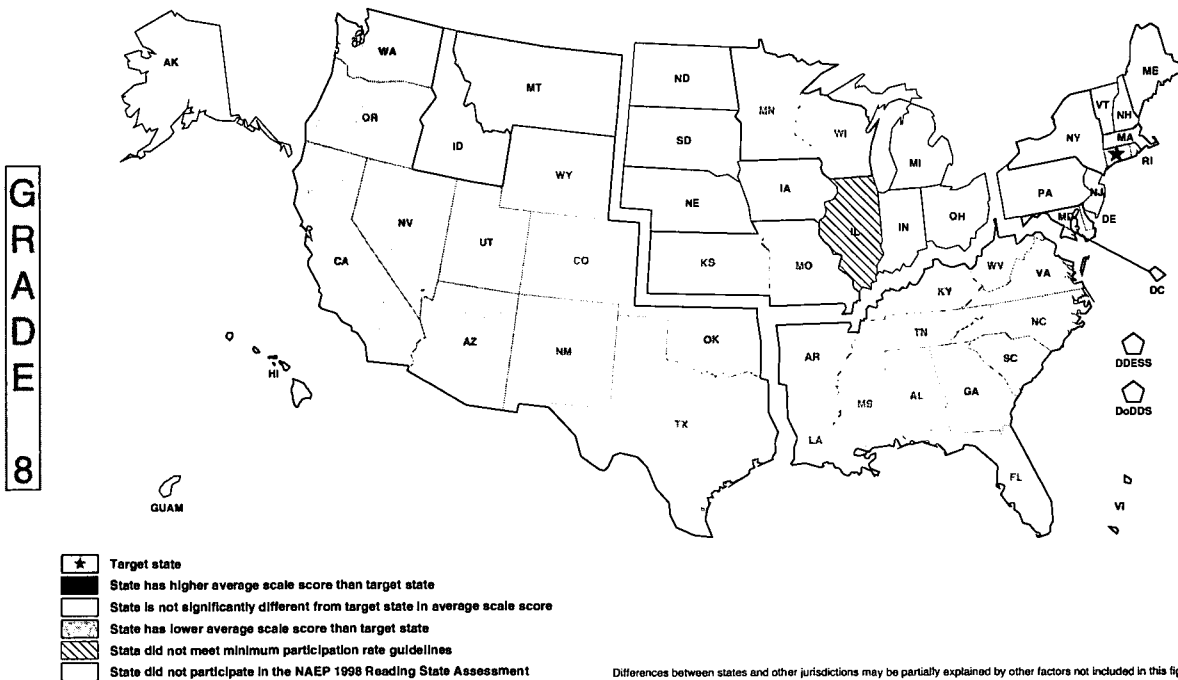 GRADE 8
AK
WA
OR
CA
NV
ID
MT
WY
UT
CO
AZ
NM
HI
GUAM
ND
SD
NE
KS
OK
TX
MN
IA
MO
AR
LA
WI
IL
MI
IN
OH
KY
TN
MS
AL
GA
FL
SC
NC
VA
WV
PA
NY
VT
NH
ME
MA
RI
NJ
DE
MD
DC
DDESS
DoDDS
VI
Target state
State has higher average scale score than target state
State is not significantly different from target state in average scale score
State has lower average scale score than target state
State did not meet minimum participation rate guidelines
State did not participate in the NAEP 1998 Reading State Assessment
Differences between states and other jurisdictions may be partially explained by other factors not included in this